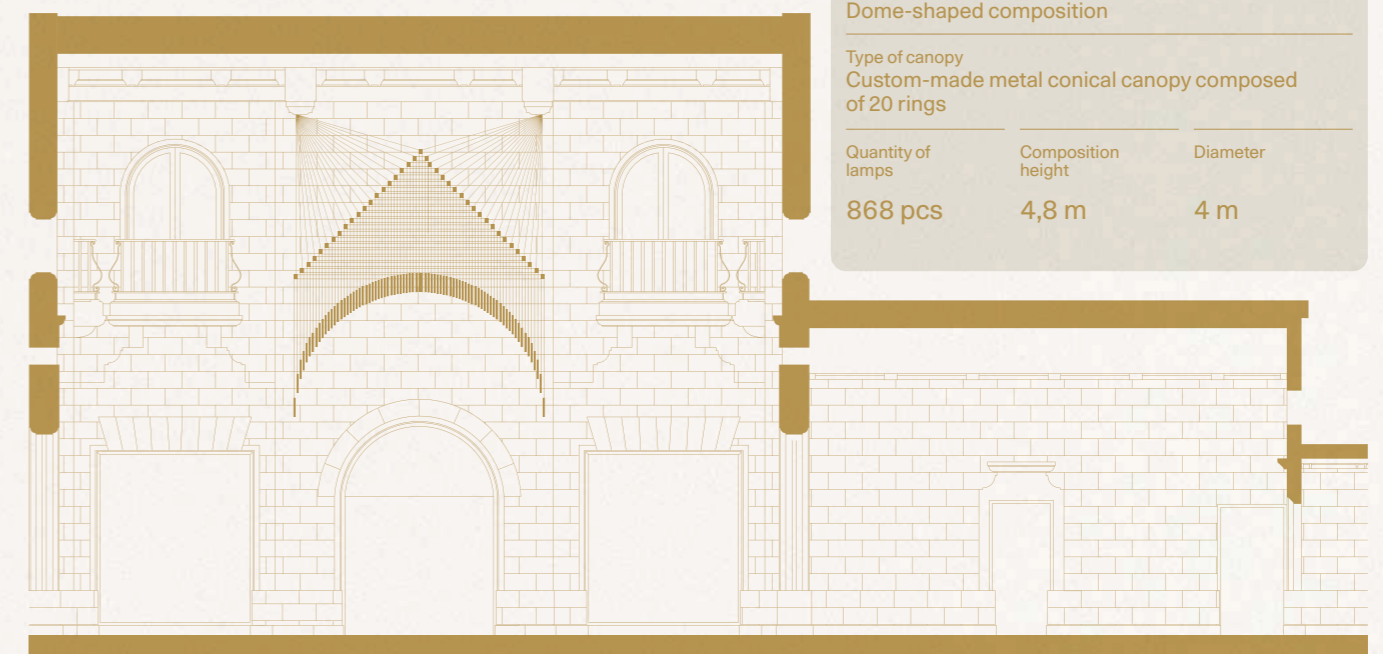 Dome-shaped composition
Type of canopy
Custom-made metal conical canopy composed
of 20 rings
Quantity of
lamps
868 pcs
Composition
height
4,8 m
Diameter
4 m